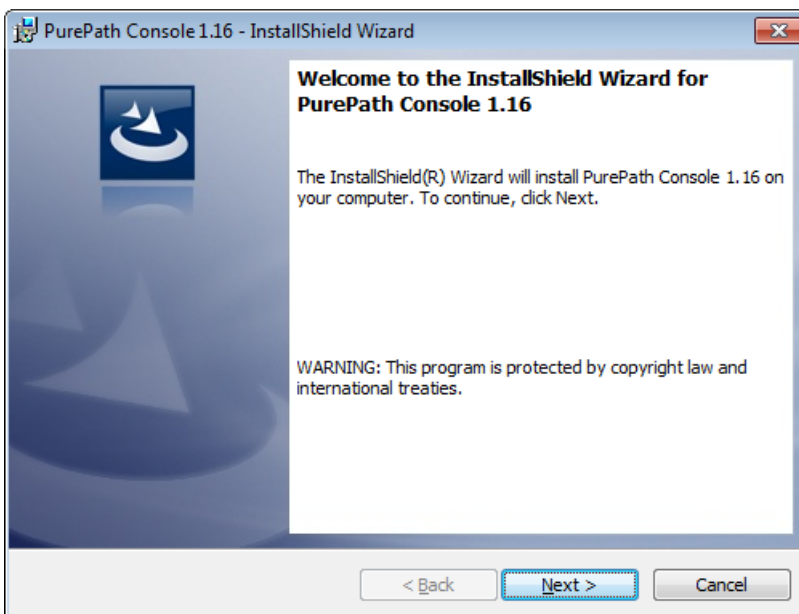 PurePath Console 1.16 - InstallShield Wizard
Welcome to the InstallShield Wizard for
PurePath Console 1.16
The InstallShield(R) Wizard will install PurePath Console 1.16 on
your computer. To continue, click Next.
WARNING: This program is protected by copyright law and
international treaties.
< Back
Next >
Cancel